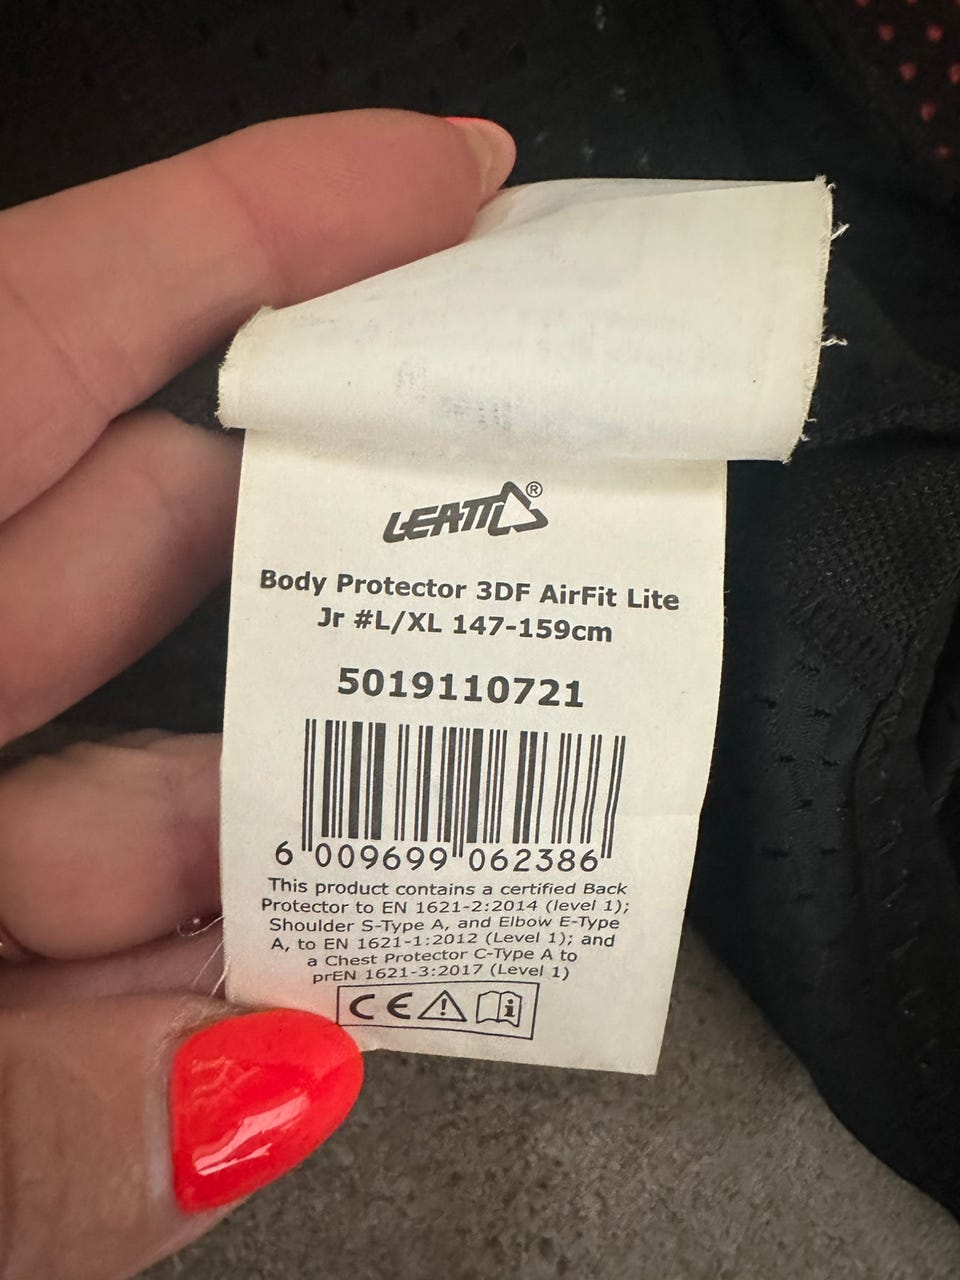 LEATT®
Body Protector 3DF AirFit Lite
Jr #L/XL 147-159cm
5019110721
6 009699 062386
This product contains a certified Back
Protector to EN 1621-2:2014 (level 1);
Shoulder S-Type A, and Elbow E-Type
A, to EN 1621-1:2012 (Level 1); and
a Chest Protector C-Type A to
prEN 1621-3:2017 (Level 1)
CE